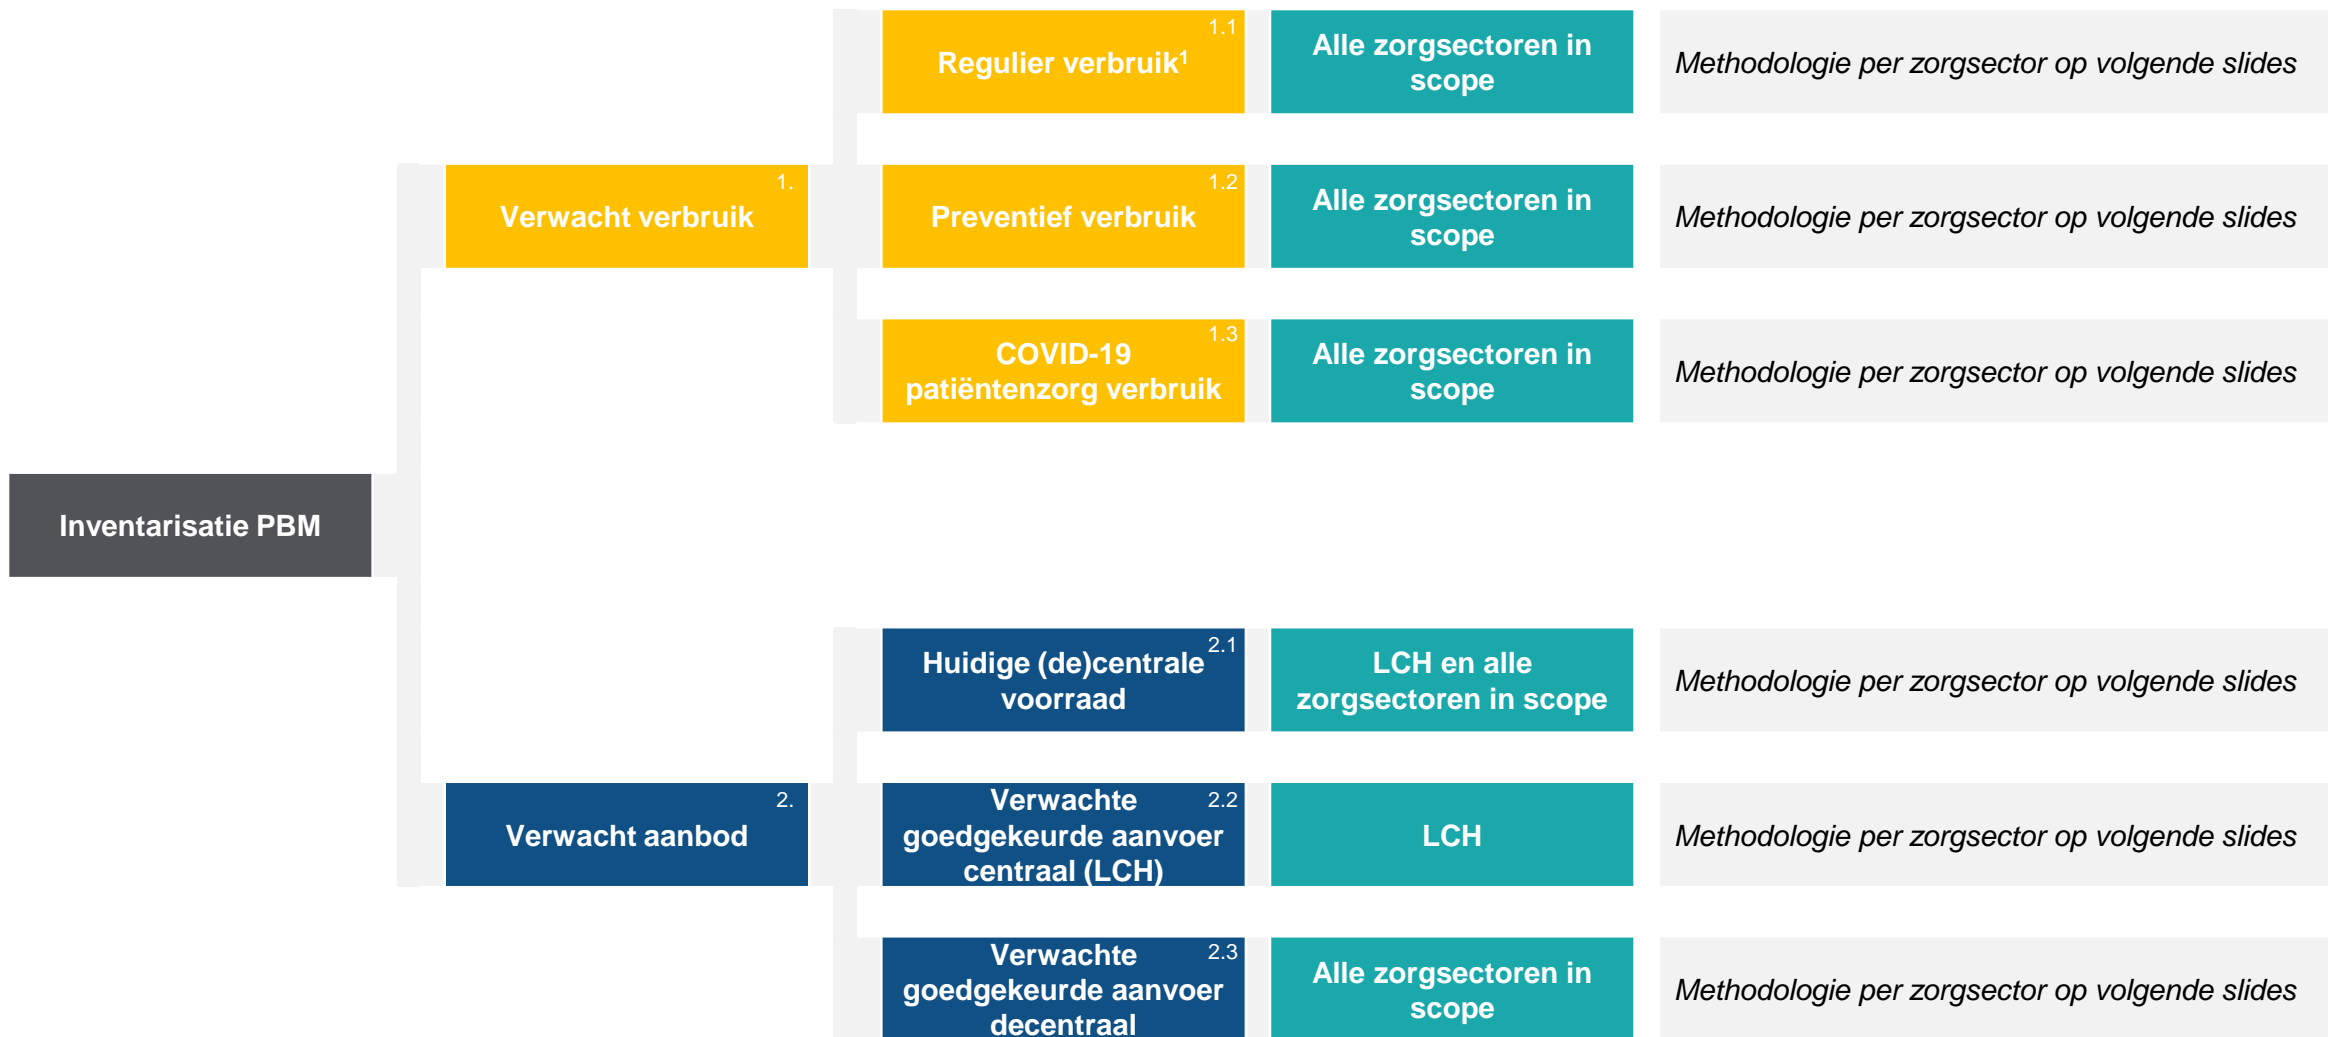 1.1
Regulier verbruik¹
Alle zorgsectoren in
scope
Methodologie per zorgsector op volgende slides
1.
Verwacht verbruik
1.2
Preventief verbruik
Alle zorgsectoren in
scope
Methodologie per zorgsector op volgende slides
1.3
COVID-19
patiëntenzorg verbruik
Alle zorgsectoren in
scope
Methodologie per zorgsector op volgende slides
Inventarisatie PBM
2.1
Huidige (de)centrale
voorraad
LCH en alle
zorgsectoren in scope
Methodologie per zorgsector op volgende slides
2.
Verwacht aanbod
2.2
Verwachte
goedgekeurde aanvoer
centraal (LCH)
LCH
Methodologie per zorgsector op volgende slides
2.3
Verwachte
goedgekeurde aanvoer
decentraal
Alle zorgsectoren in
scope
Methodologie per zorgsector op volgende slides